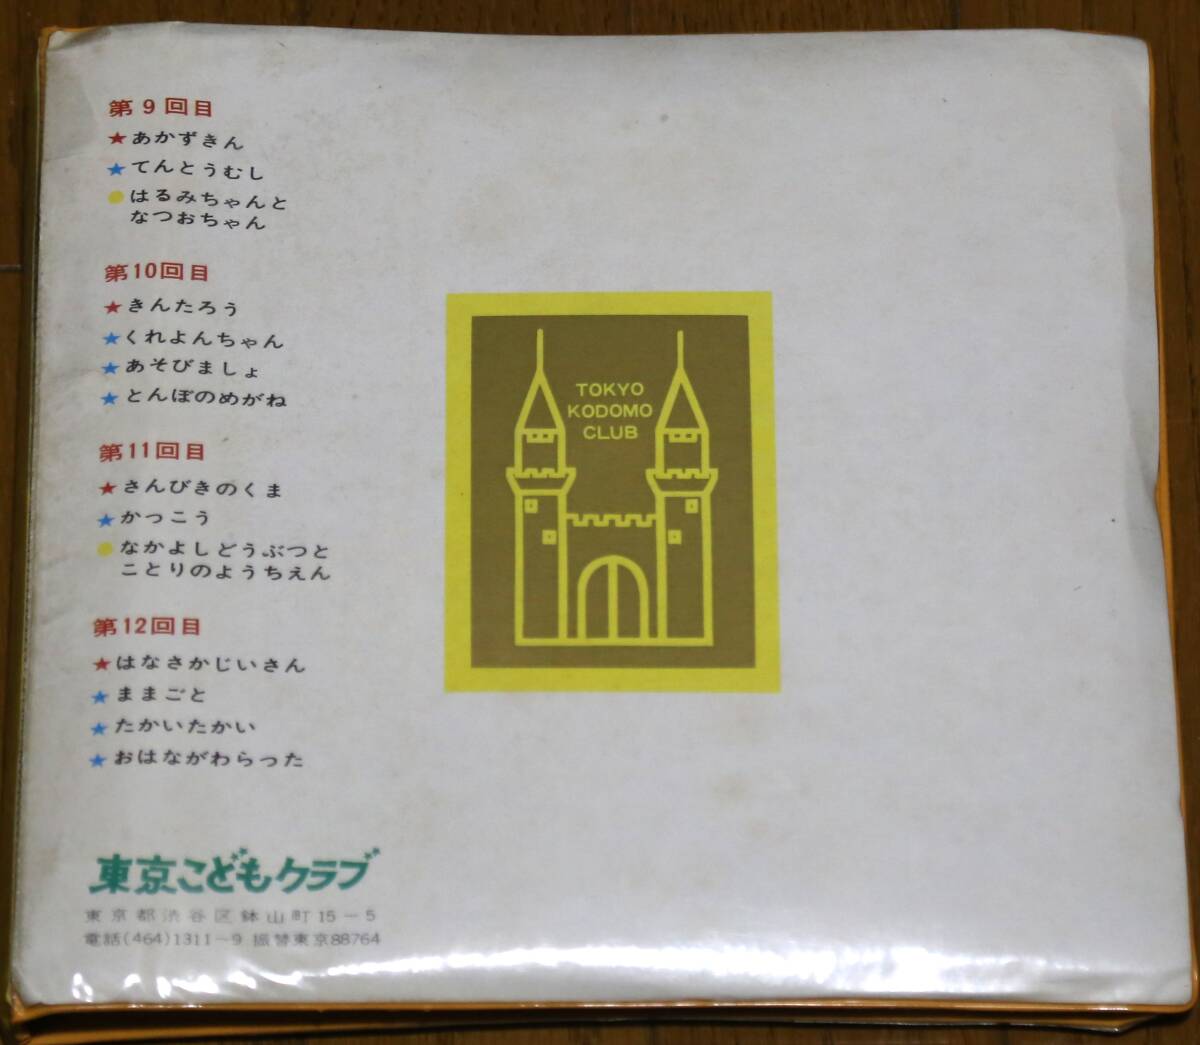 第9回目
★あかずきん
★てんとうむし
●はるみちゃんと
なつおちゃん
第10回目
★きんたろう
★くれよんちゃん
★あそびましょ
★とんぼのめがね
第11回目
★さんびきのくま
★かっこう
●なかよしどうぶつと
ことりのようちえん
第12回目
★はなさかじいさん
★ままごと
★たかいたかい
★おはながわらった
東京こどもクラブ
東京都渋谷区鉢山町15-5
電話(464)1311~9 振替東京88764
TOKYO
KODOMO
CLUB